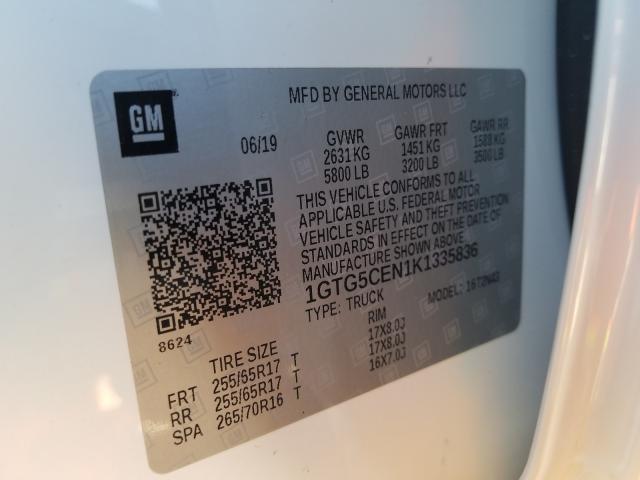 MFD BY GENERAL MOTORS LLC
GM
06/19
GVWR GAWR FRT GAWR RR
2631 KG 1451 KG 1588 KG
5800 LB 3200 LB 3500 LB
THIS VEHICLE CONFORMS TO ALL
APPLICABLE U.S. FEDERAL MOTOR
VEHICLE SAFETY AND THEFT PREVENTION
STANDARDS IN EFFECT ON THE DATE OF
MANUFACTURE SHOWN ABOVE
1GTG5CEN1K1335836
TYPE: TRUCK MODEL:
8624
TIRE SIZE RIM
FRT 255/65R17 T 17X8.0J
RR 255/65R17 T 17X8.0J
SPA 265/70R16 T 16X7.0J